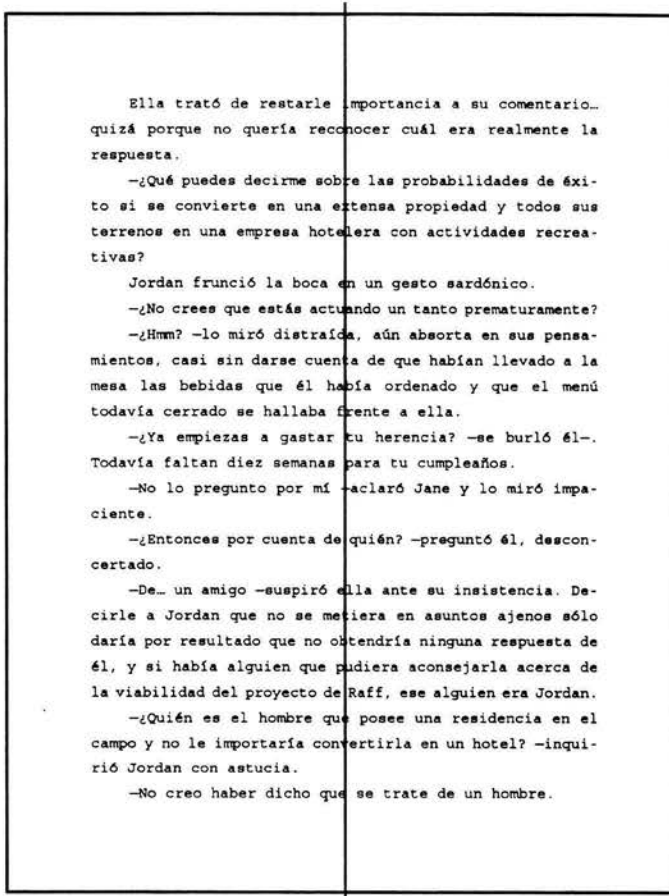 Ella trató de restarle importancia a su comentario…
quizá porque no quería reconocer cuál era realmente la
respuesta.
—¿Qué puedes decirme sobre las probabilidades de éxi-
to si se convierte en una extensa propiedad y todos sus
terrenos en una empresa hotelera con actividades recrea-
tivas?
Jordan frunció la boca en un gesto sardónico.
—¿No crees que estás actuando un tanto prematuramente?
—¿Hmm? —lo miró distraída, aún absorta en sus pensa-
mientos, casi sin darse cuenta de que habían llevado a la
mesa las bebidas que él había ordenado y que el menú
todavía cerrado se hallaba frente a ella.
—¿Ya empiezas a gastar tu herencia? —se burló él—.
Todavía faltan diez semanas para tu cumpleaños.
—No lo pregunto por mí —aclaró Jane y lo miró impa-
ciente.
—¿Entonces por cuenta de quién? —preguntó él, descon-
certado.
—De… un amigo —suspiró ella ante su insistencia. De-
cirle a Jordan que no se metiera en asuntos ajenos sólo
daría por resultado que no obtendría ninguna respuesta de
él, y si había alguien que pudiera aconsejarla acerca de
la viabilidad del proyecto de Raff, ese alguien era Jordan.
—¿Quién es el hombre que posee una residencia en el
campo y no le importaría convertirla en un hotel? —inqui-
rió Jordan con astucia.
—No creo haber dicho que se trate de un hombre.